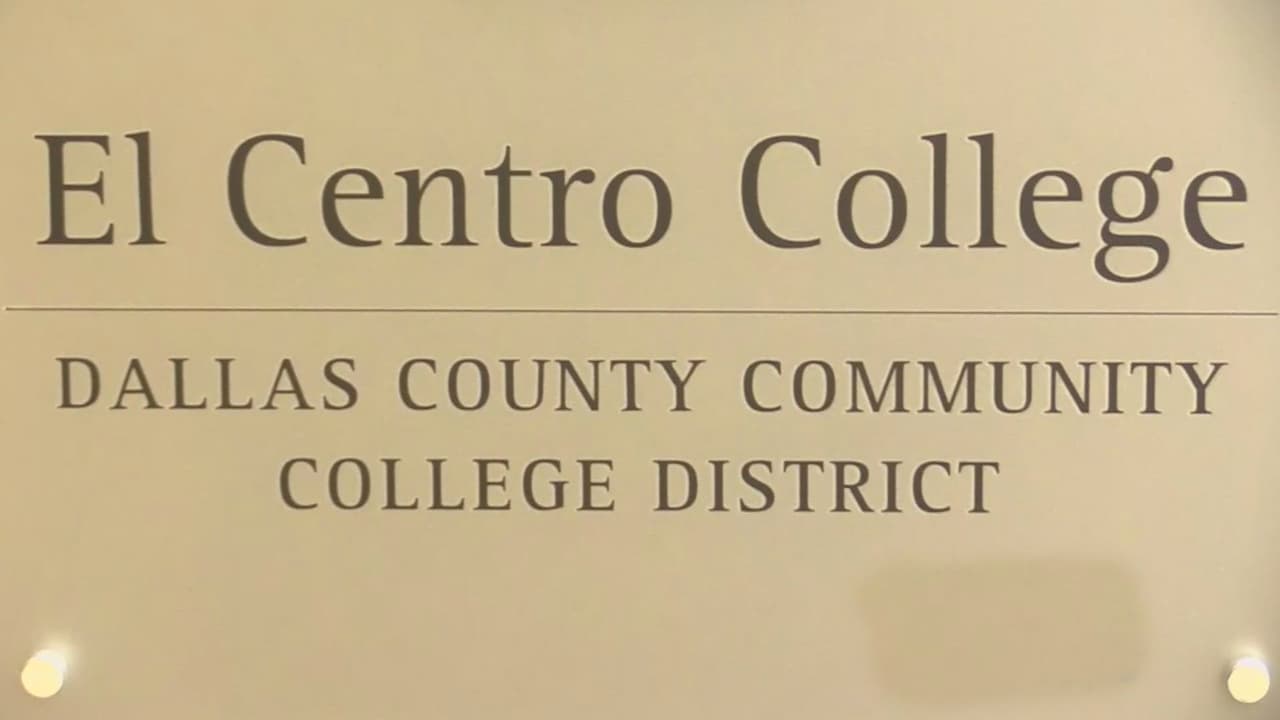 El Centro College
DALLAS COUNTY COMMUNITY
COLLEGE DISTRICT